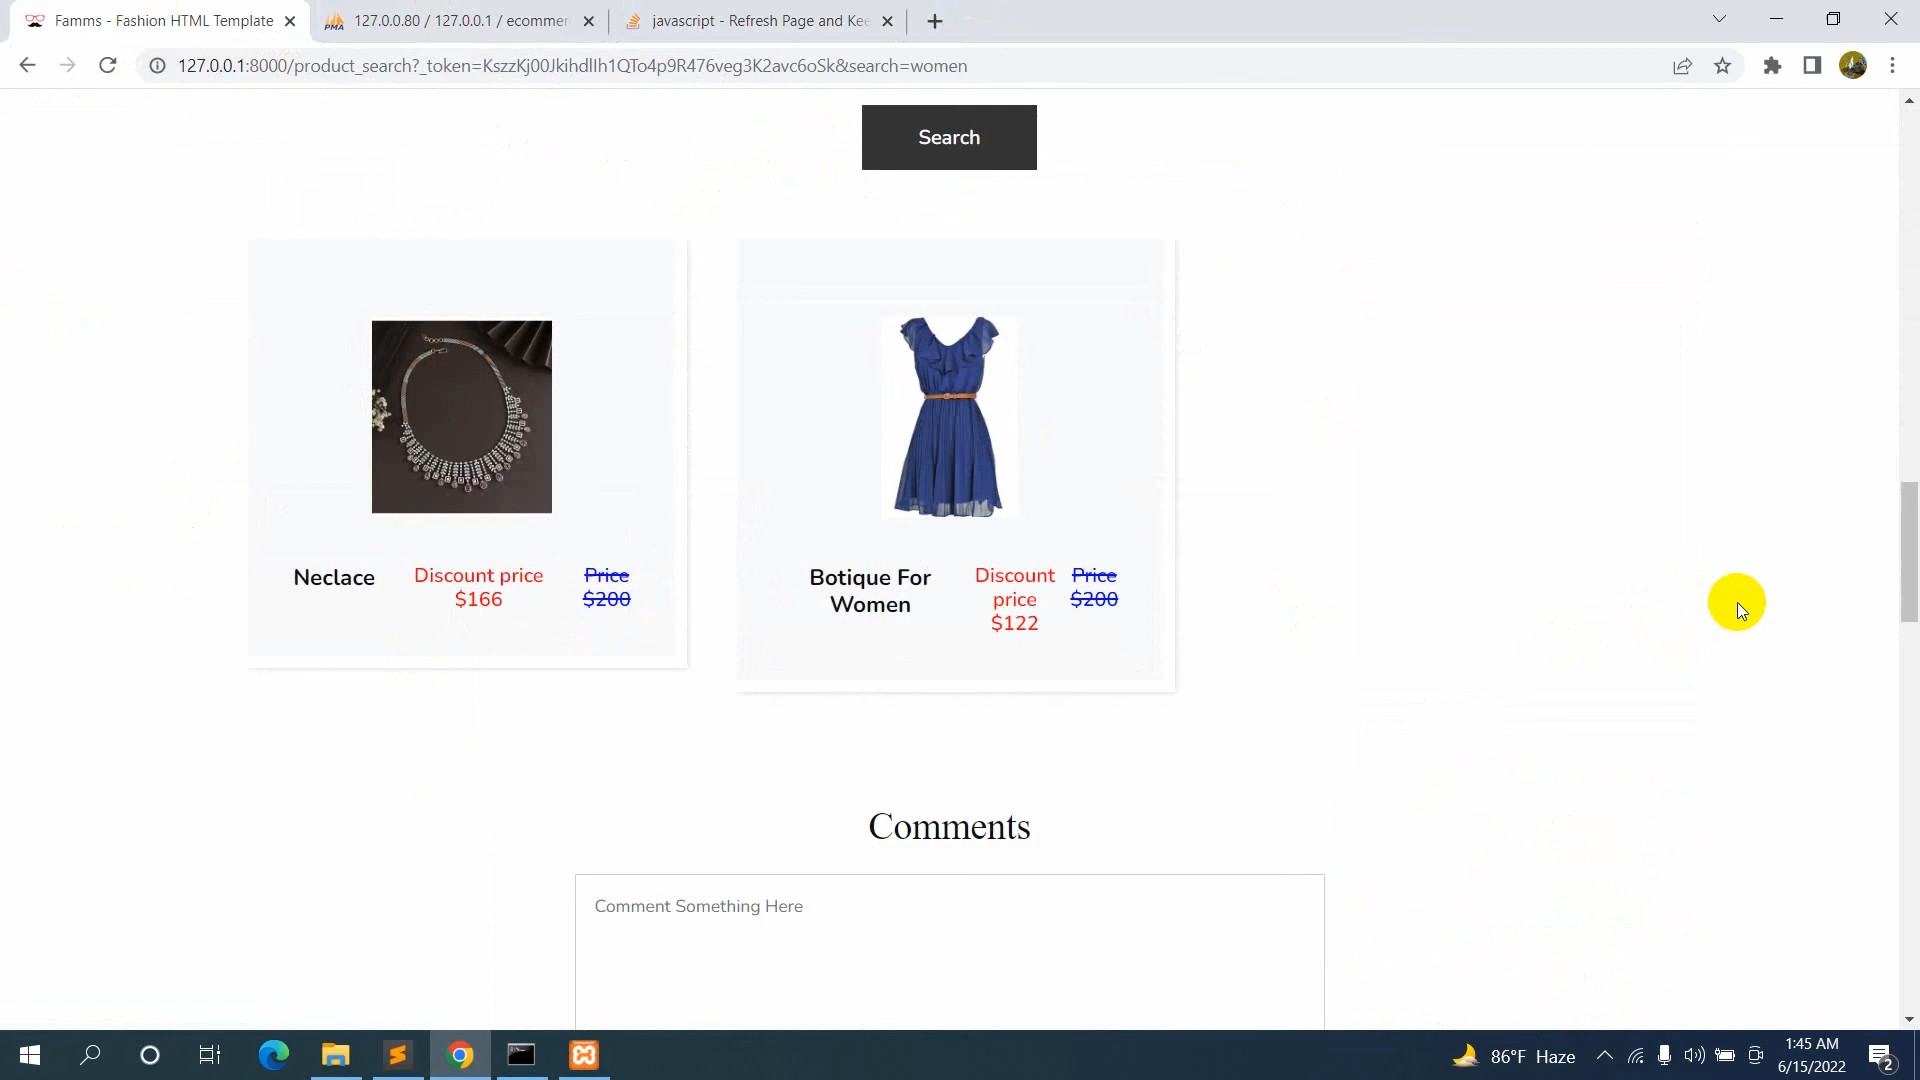 Famms - Fashion HTML Template
127.0.0.80 / 127.0.0.1 / ecommer
javascript - Refresh Page and Kee
127.0.0.1:8000/product_search?_token=KszzKj00JkihdlIh1QTo4p9R476veg3K2avc6oSk&search=women
Search
Neclace
Discount price
$166
Price
$200
Botique For
Women
Discount
price
$122
Price
$200
Comments
Comment Something Here
86°F Haze
1:45 AM
6/15/2022
2